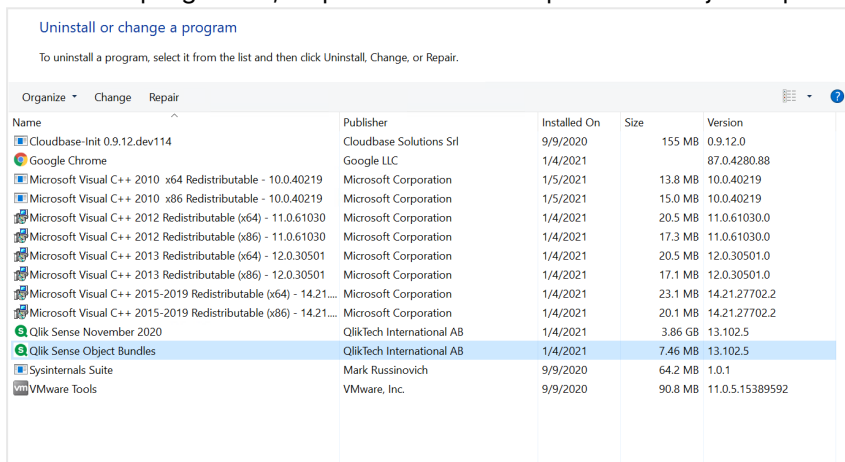 Uninstall or change a program
To uninstall a program, select it from the list and then click Uninstall, Change, or Repair.
Organize Change Repair ?
Name Publisher Installed On Size Version
Cloudbase-Init 0.9.12.dev114 Cloudbase Solutions Srl 9/9/2020 155 MB 0.9.12.0
Google Chrome Google LLC 1/4/2021 87.0.4280.88
Microsoft Visual C++ 2010 x64 Redistributable - 10.0.40219 Microsoft Corporation 1/5/2021 13.8 MB 10.0.40219
Microsoft Visual C++ 2010 x86 Redistributable - 10.0.40219 Microsoft Corporation 1/5/2021 15.0 MB 10.0.40219
Microsoft Visual C++ 2012 Redistributable (x64) - 11.0.61030 Microsoft Corporation 1/4/2021 20.5 MB 11.0.61030.0
Microsoft Visual C++ 2012 Redistributable (x86) - 11.0.61030 Microsoft Corporation 1/4/2021 17.3 MB 11.0.61030.0
Microsoft Visual C++ 2013 Redistributable (x64) - 12.0.30501 Microsoft Corporation 1/4/2021 20.5 MB 12.0.30501.0
Microsoft Visual C++ 2013 Redistributable (x86) - 12.0.30501 Microsoft Corporation 1/4/2021 17.1 MB 12.0.30501.0
Microsoft Visual C++ 2015-2019 Redistributable (x64) - 14.21.... Microsoft Corporation 1/4/2021 23.1 MB 14.21.27702.2
Microsoft Visual C++ 2015-2019 Redistributable (x86) - 14.21.... Microsoft Corporation 1/4/2021 20.1 MB 14.21.27702.2
Qlik Sense November 2020 QlikTech International AB 1/4/2021 3.86 GB 13.102.5
Qlik Sense Object Bundles QlikTech International AB 1/4/2021 7.46 MB 13.102.5
Sysinternals Suite Mark Russinovich 9/9/2020 64.2 MB 1.0.1
vm VMware Tools VMware, Inc. 9/9/2020 90.8 MB 11.0.5.15389592